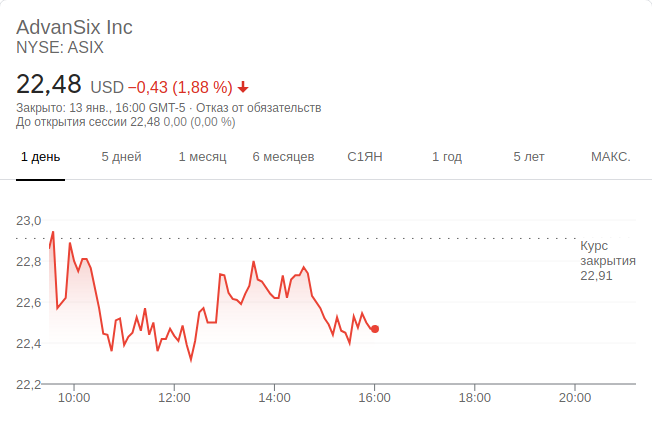 AdvanSix Inc
NYSE: ASIX
22,48 USD −0,43 (1,88 %)
Закрыто: 13 янв., 16:00 GMT-5 · Отказ от обязательств
До открытия сессии 22,48 0,00 (0,00 %)
1 день 5 дней 1 месяц 6 месяцев С1ЯН 1 год 5 лет МАКС.
23,0
Курс
закрытия
22,91
22,8
22,6
22,4
22,2
10:00 12:00 14:00 16:00 18:00 20:00